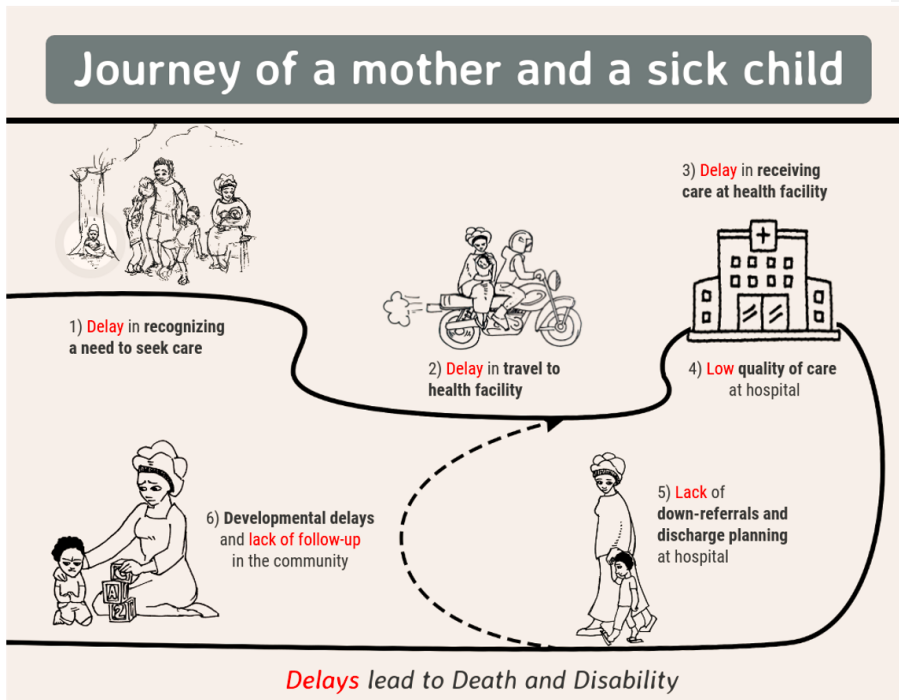 Journey of a mother and a sick child
1) Delay in recognizing
a need to seek care
2) Delay in travel to
health facility
3) Delay in receiving
care at health facility
4) Low quality of care
at hospital
5) Lack of
down-referrals and
discharge planning
at hospital
6) Developmental delays
and lack of follow-up
in the community
C
A
2
Delays lead to Death and Disability